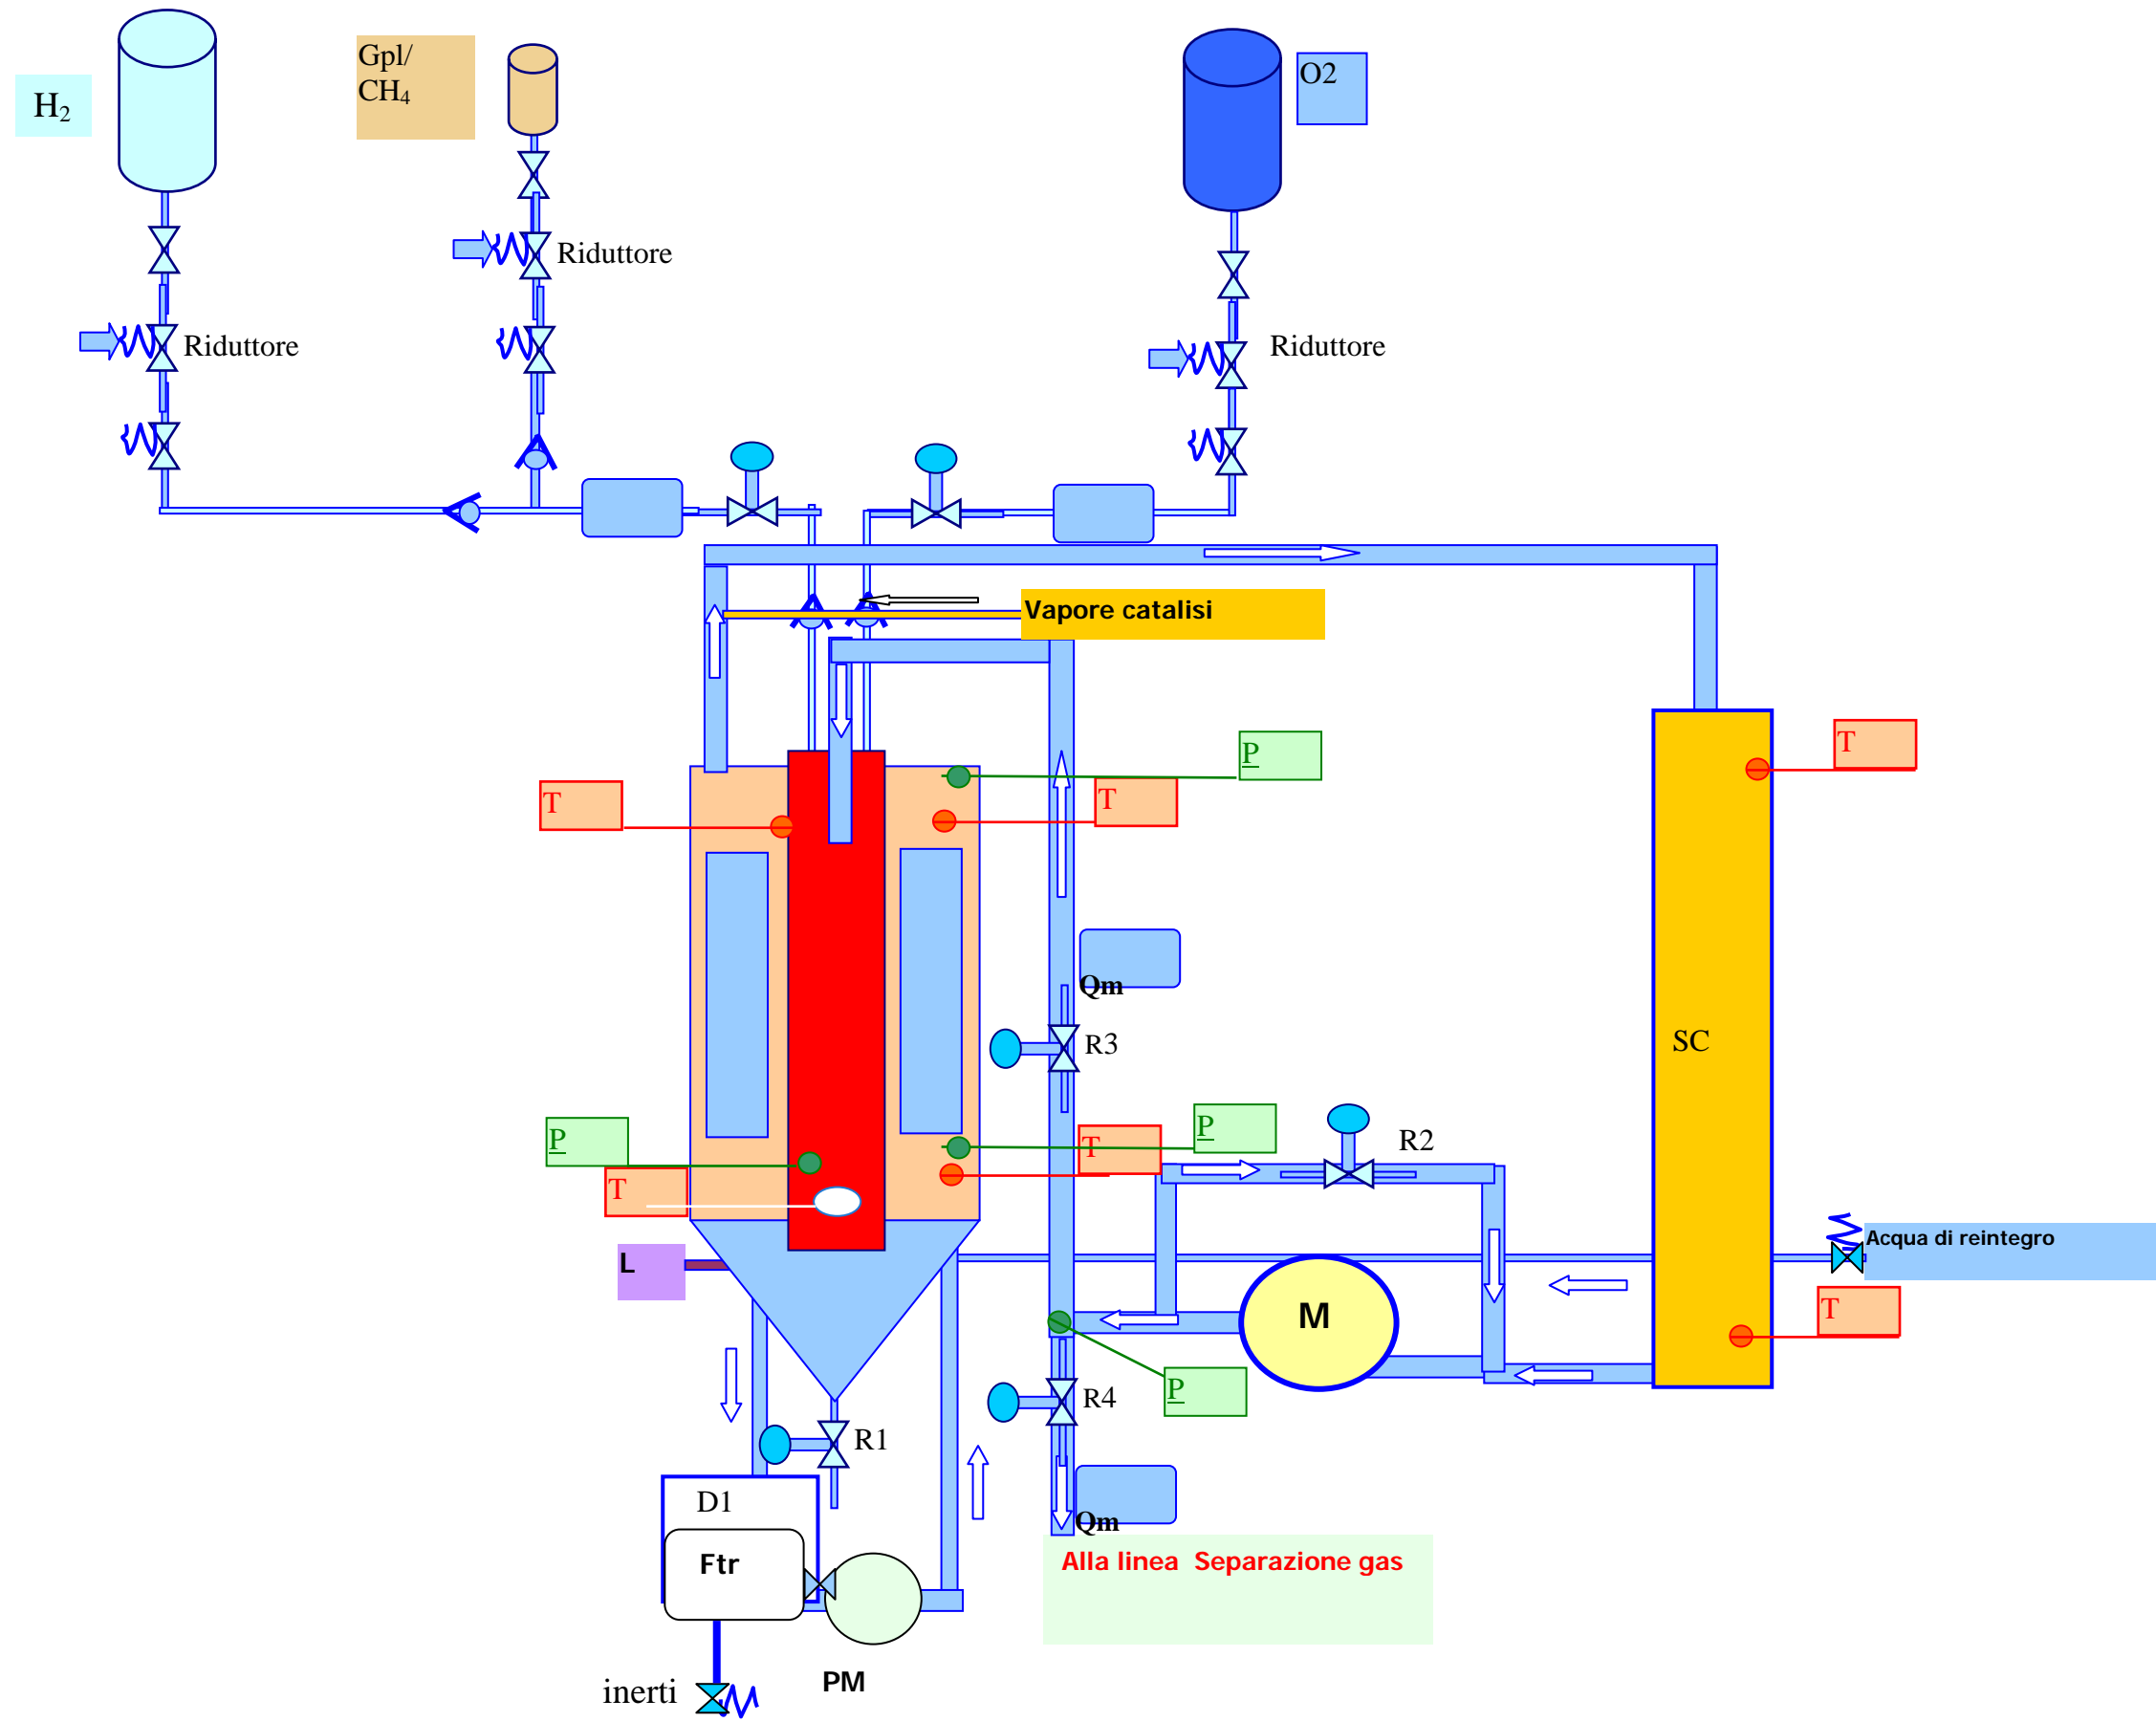 Gpl/
CH4
O2
H2
Riduttore
Riduttore
Riduttore
Vapore catalisi
P
T
T
T
Qm
SC
R3
P
P
T
R2
T
Acqua di reintegro
L
T
M
P
R4
R1
D1
Qm
Ftr
Alla linea Separazione gas
PM
inerti